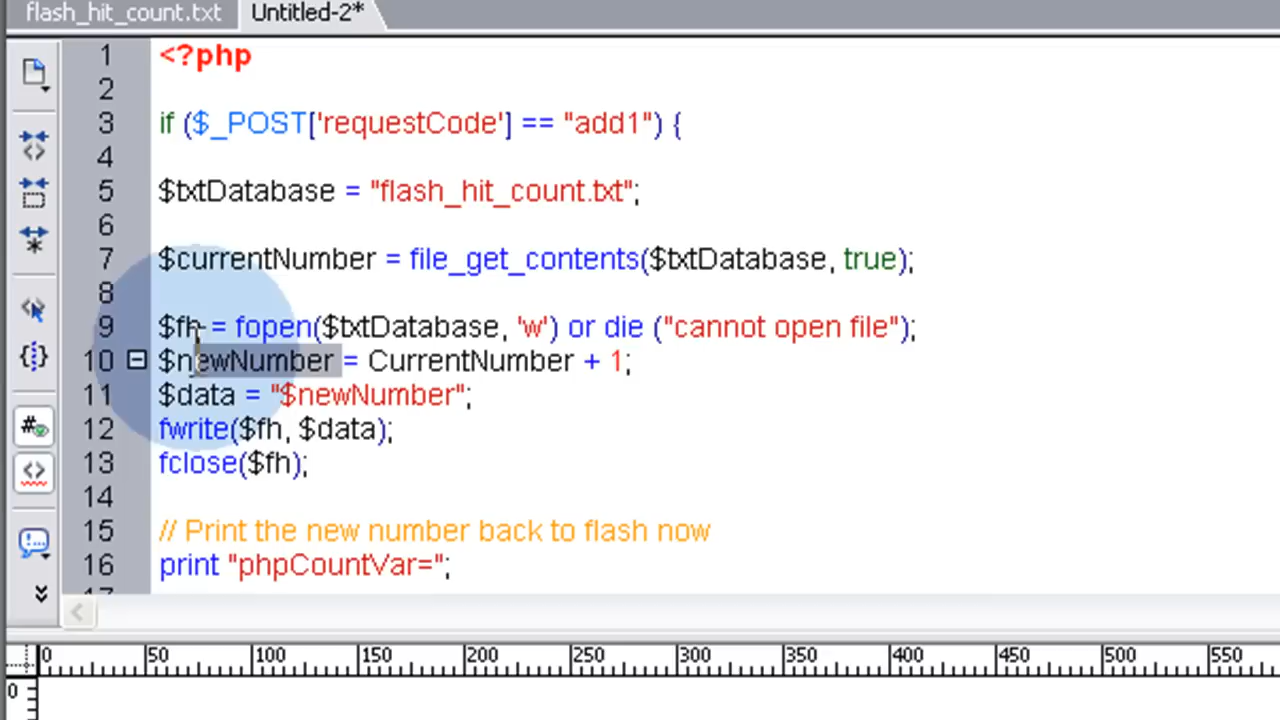 flash_hit_count.txt Untitled-2*
1 <?php
2
3 if ($_POST['requestCode'] == "add1") {
4
5 $txtDatabase = "flash_hit_count.txt";
6
7 $currentNumber = file_get_contents($txtDatabase, true);
8
9 $fh = fopen($txtDatabase, 'w') or die ("cannot open file");
10 $newNumber = CurrentNumber + 1;
11 $data = "$newNumber";
12 fwrite($fh, $data);
13 fclose($fh);
14
15 // Print the new number back to flash now
16 print "phpCountVar=";
0 50 100 150 200 250 300 350 400 450 500 550
0